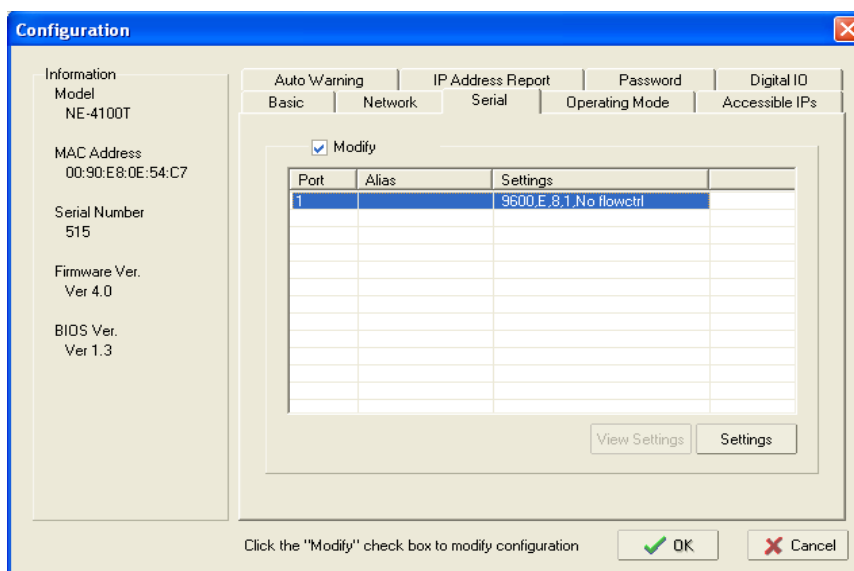 Configuration
Information
Model
NE-4100T
MAC Address
00:90:E8:0E:54:C7
Serial Number
515
Firmware Ver.
Ver 4.0
BIOS Ver.
Ver 1.3
Auto Warning IP Address Report Password Digital IO
Basic Network Serial Operating Mode Accessible IPs
Modify
Port Alias Settings
1 9600,E,8,1,No flowctrl
View Settings Settings
Click the "Modify" check box to modify configuration OK Cancel